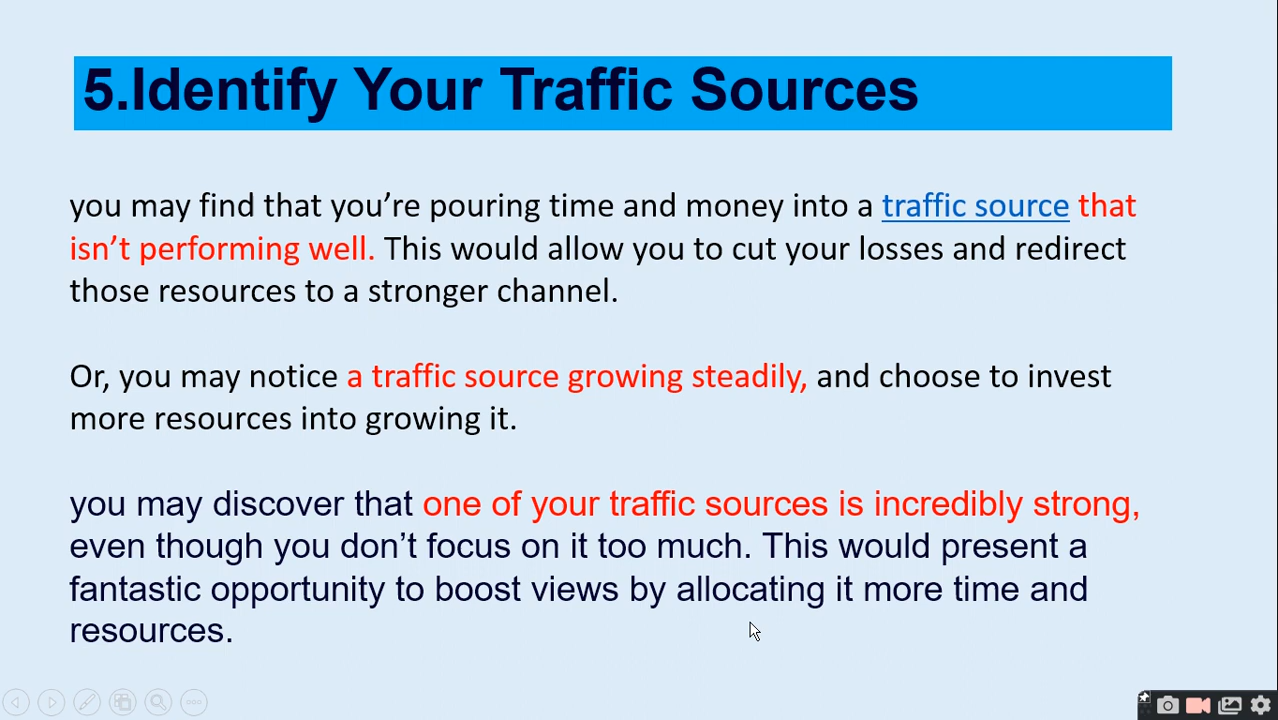 5.Identify Your Traffic Sources
you may find that you’re pouring time and money into a traffic source that
isn’t performing well. This would allow you to cut your losses and redirect
those resources to a stronger channel.
Or, you may notice a traffic source growing steadily, and choose to invest
more resources into growing it.
you may discover that one of your traffic sources is incredibly strong,
even though you don’t focus on it too much. This would present a
fantastic opportunity to boost views by allocating it more time and
resources.